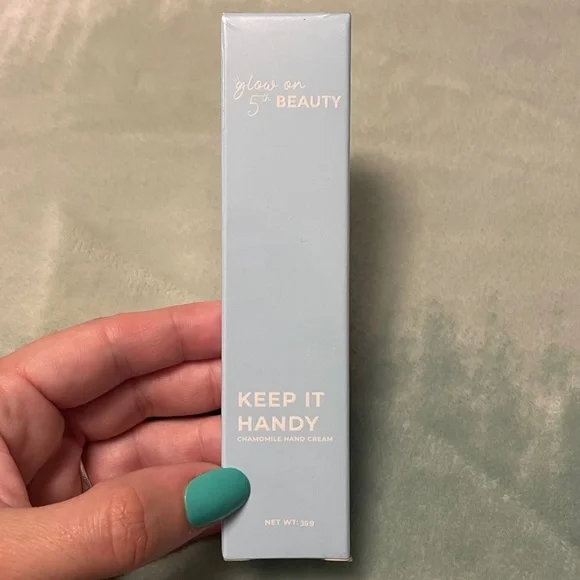 glow on
5th BEAUTY
KEEP IT
HANDY
CHAMOMILE HAND CREAM
NET WT: 30g